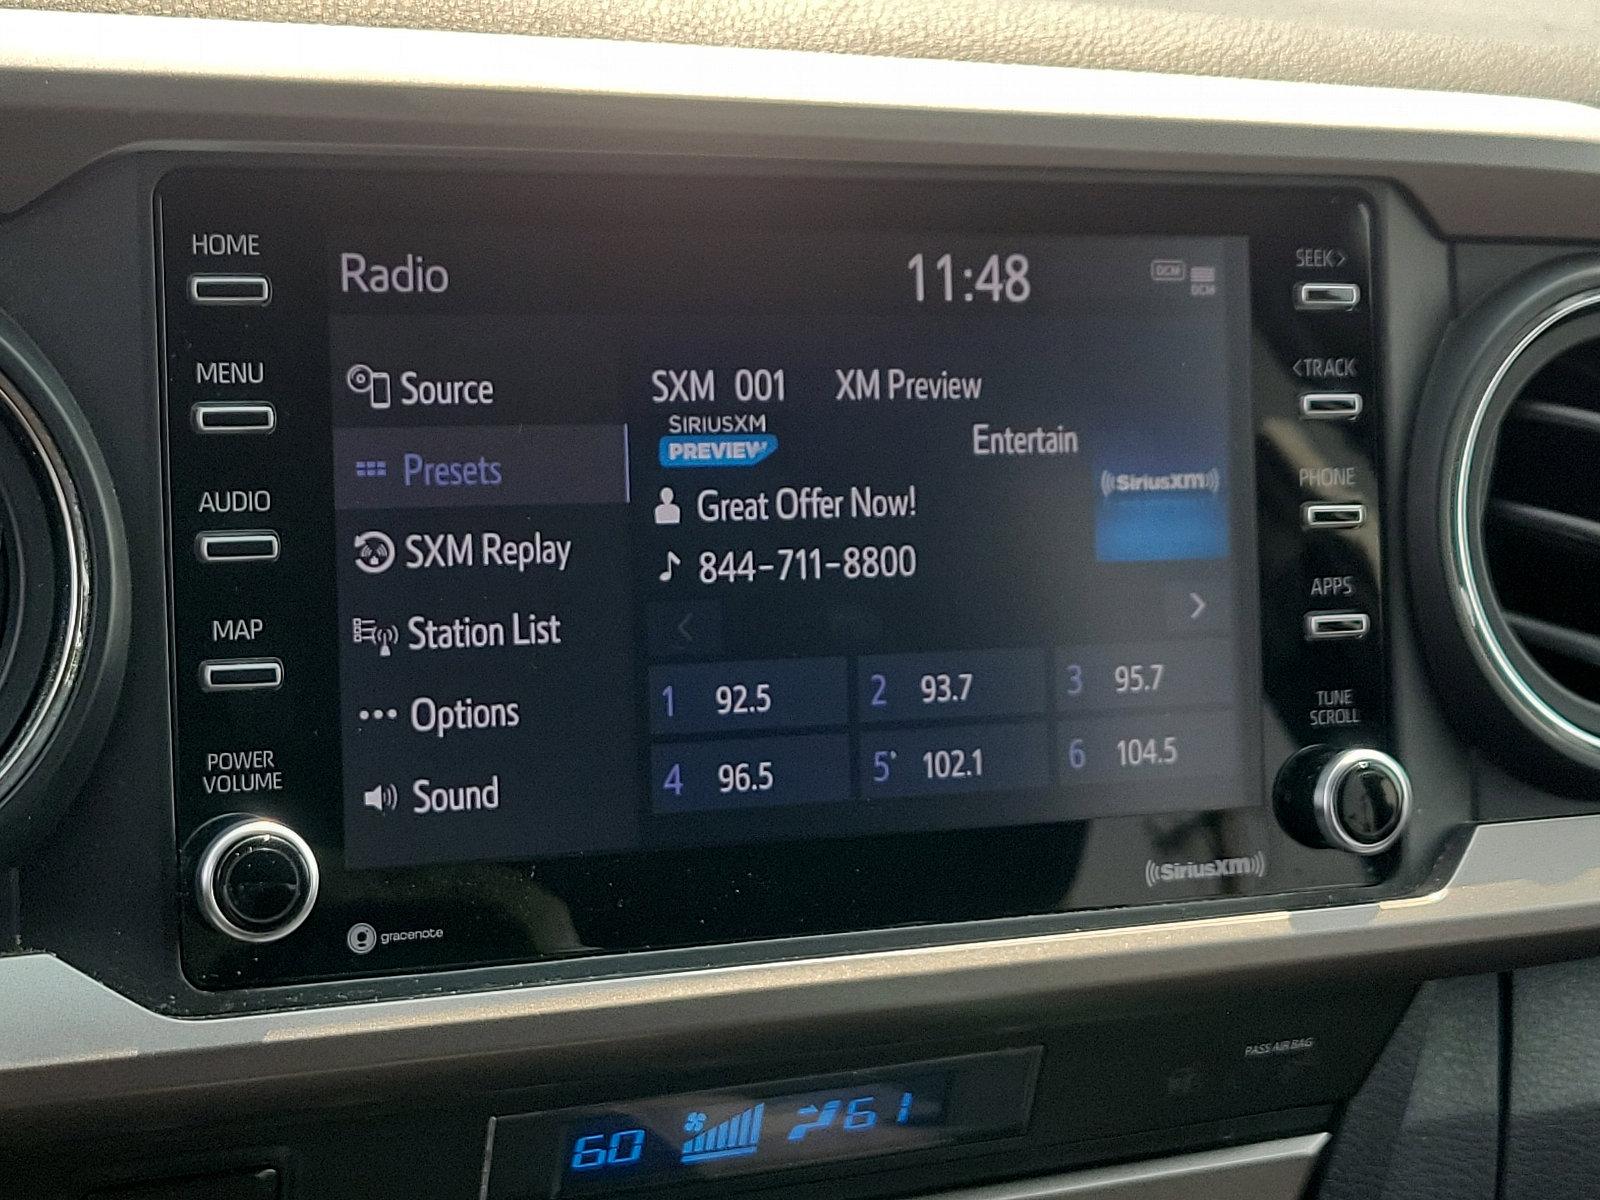 HOME
MENU
AUDIO
MAP
POWER
VOLUME
Radio
11:48
DCM
DCM
Source
Presets
SXM Replay
Station List
Options
Sound
SXM 001 XM Preview
SIRIUSXM
PREVIEW
Entertain
((SiriusXM))
Great Offer Now!
844-711-8800
1 92.5
2 93.7
3 95.7
4 96.5
5 102.1
6 104.5
SEEK>
<TRACK
PHONE
APPS
TUNE
SCROLL
gracenote
((SiriusXM))
PASS AIR BAG
60
61